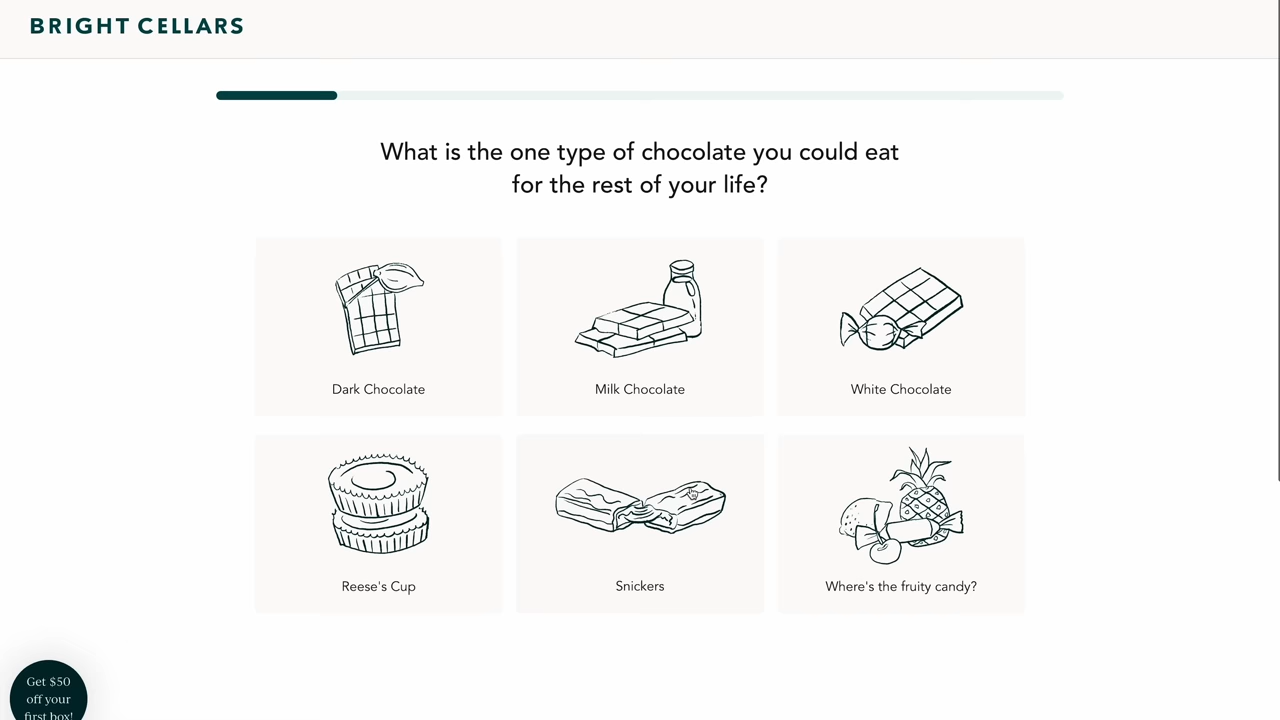 BRIGHT CELLARS
What is the one type of chocolate you could eat
for the rest of your life?
Dark Chocolate
Milk Chocolate
White Chocolate
Reese's Cup
Snickers
Where's the fruity candy?
Get $50
off your
first box!